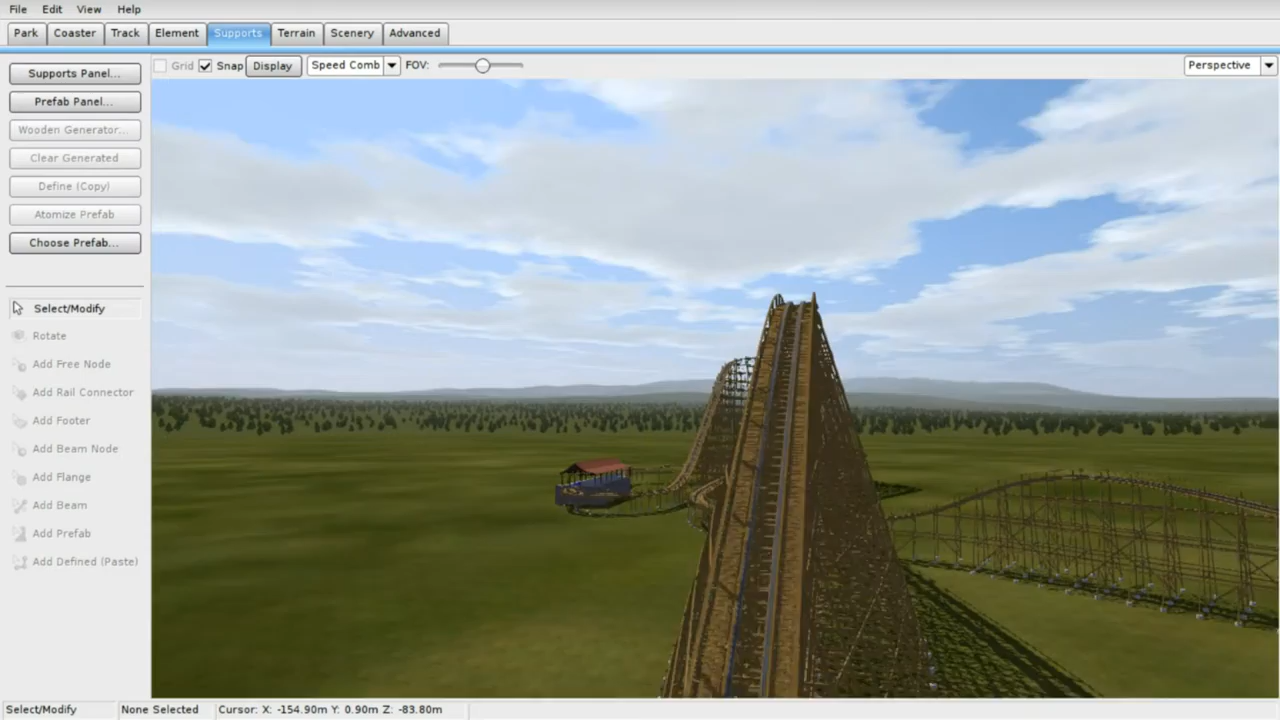 File Edit View Help
Park Coaster Track Element Supports Terrain Scenery Advanced
Supports Panel... Grid Snap Display Speed Comb FOV: Perspective
Prefab Panel...
Wooden Generator...
Clear Generated
Define (Copy)
Atomize Prefab
Choose Prefab...
Select/Modify
Rotate
Add Free Node
Add Rail Connector
Add Footer
Add Beam Node
Add Flange
Add Beam
Add Prefab
Add Defined (Paste)
Select/Modify None Selected Cursor: X: -154.90m Y: 0.90m Z: -83.80m